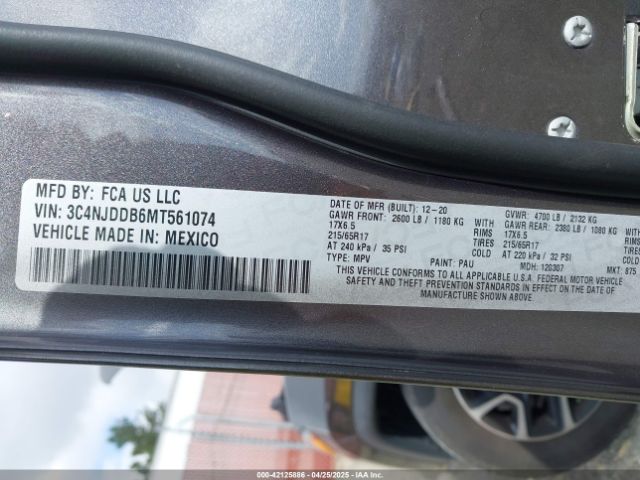 MFD BY: FCA US LLC
VIN: 3C4NJDDB6MT561074
VEHICLE MADE IN: MEXICO
DATE OF MFR (BUILT): 12-20
GAWR FRONT: 2600 LB / 1180 KG WITH
17X6.5 RIMS
215/65R17 TIRES
AT 240 kPa / 35 PSI COLD
TYPE: MPV PAINT: PAU
GVWR: 4700 LB / 2132 KG
GAWR REAR: 2380 LB / 1080 KG WITH
17X6.5 RIMS
215/65R17 TIRES
AT 220 kPa / 32 PSI COLD
MDH: 120307 MKT: 875
THIS VEHICLE CONFORMS TO ALL APPLICABLE U.S.A. FEDERAL MOTOR VEHICLE
SAFETY AND THEFT PREVENTION STANDARDS IN EFFECT ON THE DATE OF
MANUFACTURE SHOWN ABOVE.
000-42125886 - 04/25/2025 - IAAI.COM